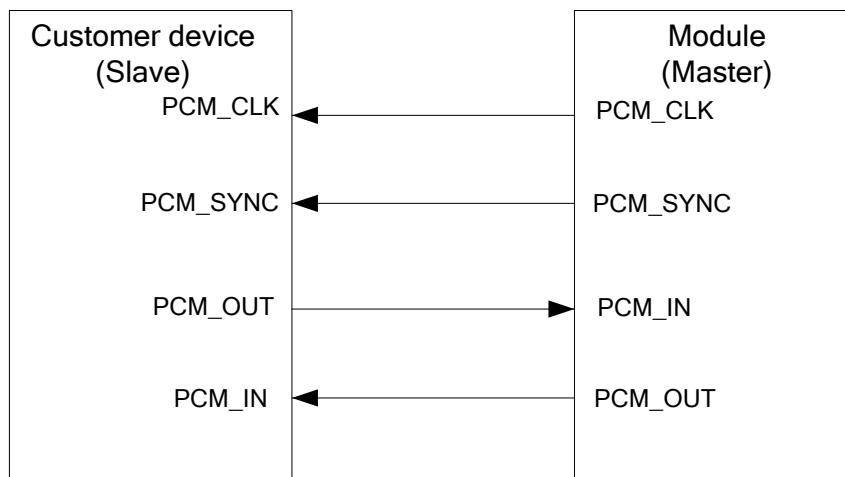 Customer device
(Slave)
Module
(Master)
PCM_CLK
PCM_CLK
PCM_SYNC
PCM_SYNC
PCM_OUT
PCM_IN
PCM_IN
PCM_OUT